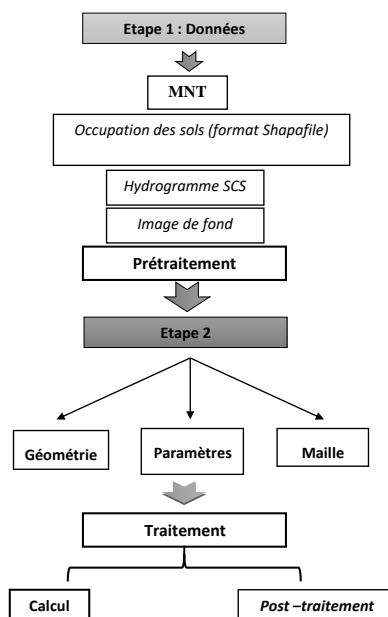 Etape 1 : Données
MNT
Occupation des sols (format Shapafile)
Hydrogramme SCS
Image de fond
Prétraitement
Etape 2
Géométrie
Paramètres
Maille
Traitement
Calcul
Post –traitement